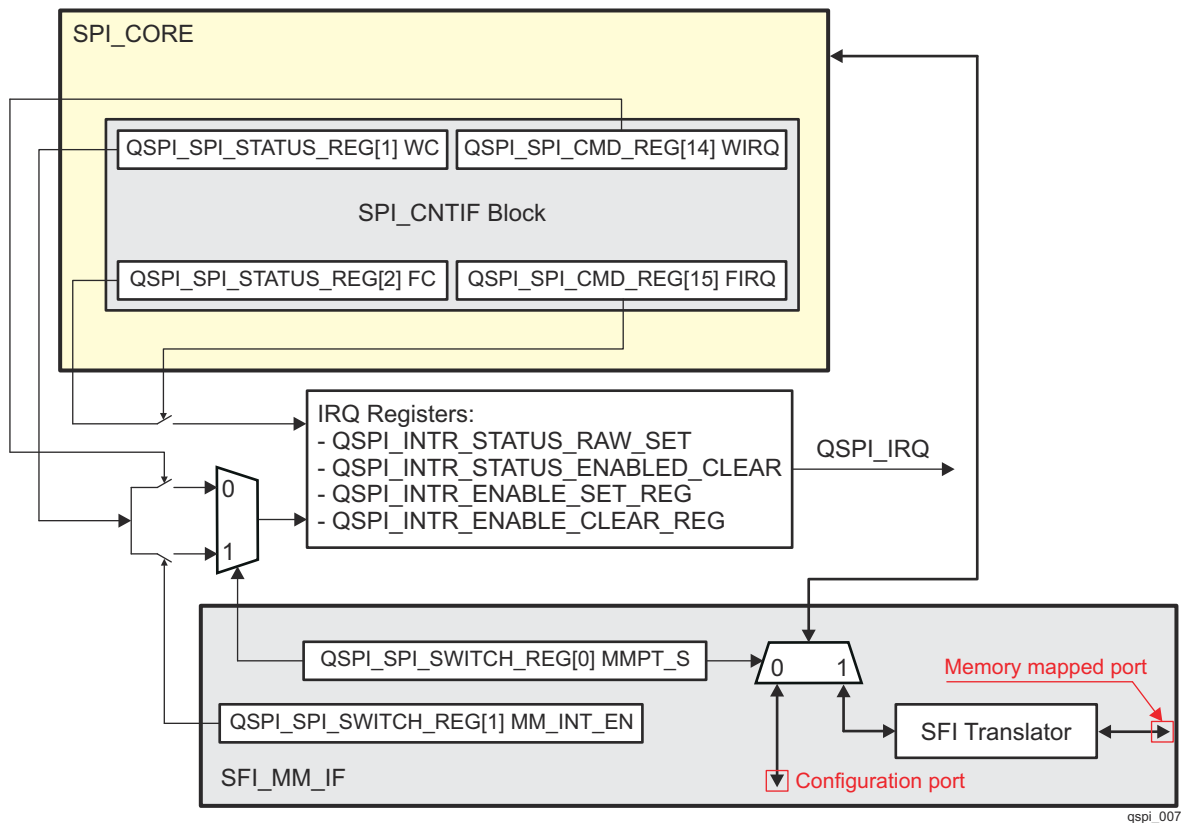 SPI_CORE
QSPI_SPI_STATUS_REG[1] WC
QSPI_SPI_CMD_REG[14] WIRQ
SPI_CNTIF Block
QSPI_SPI_STATUS_REG[2] FC
QSPI_SPI_CMD_REG[15] FIRQ
IRQ Registers:
- QSPI_INTR_STATUS_RAW_SET
- QSPI_INTR_STATUS_ENABLED_CLEAR
- QSPI_INTR_ENABLE_SET_REG
- QSPI_INTR_ENABLE_CLEAR_REG
QSPI_IRQ
0
1
QSPI_SPI_SWITCH_REG[0] MMPT_S
0
1
Memory mapped port
QSPI_SPI_SWITCH_REG[1] MM_INT_EN
SFI Translator
SFI_MM_IF
Configuration port
qspi_007